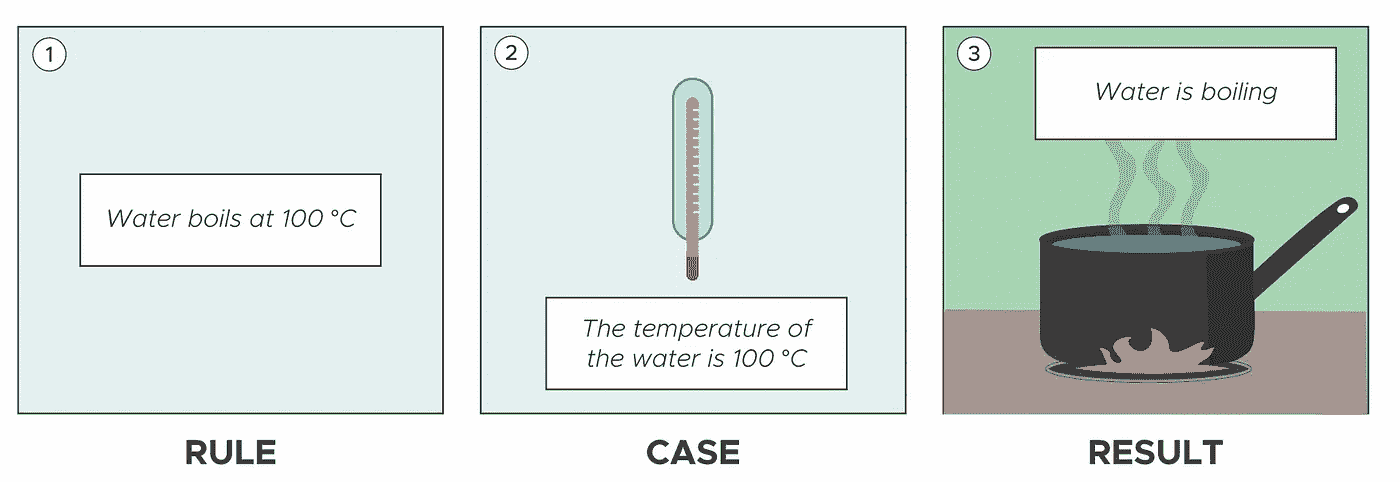 1
Water boils at 100 °C
RULE
2
The temperature of
the water is 100 °C
CASE
3
Water is boiling
RESULT